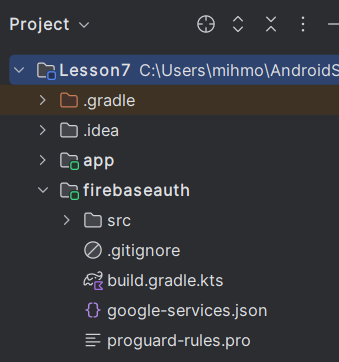 Project
Lesson7 C:\Users\mihmo\AndroidS
.gradle
.idea
app
firebaseauth
src
.gitignore
build.gradle.kts
google-services.json
proguard-rules.pro